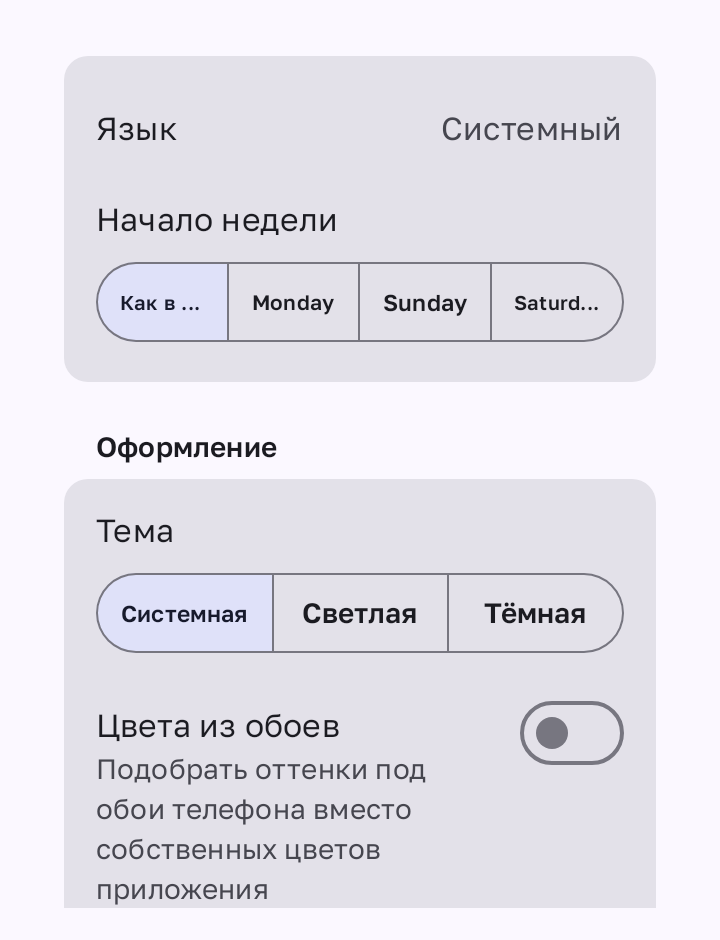 Язык
Системный
Начало недели
Как в ...
Monday
Sunday
Saturd...
Оформление
Тема
Системная
Светлая
Тёмная
Цвета из обоев
Подобрать оттенки под
обои телефона вместо
собственных цветов
приложения